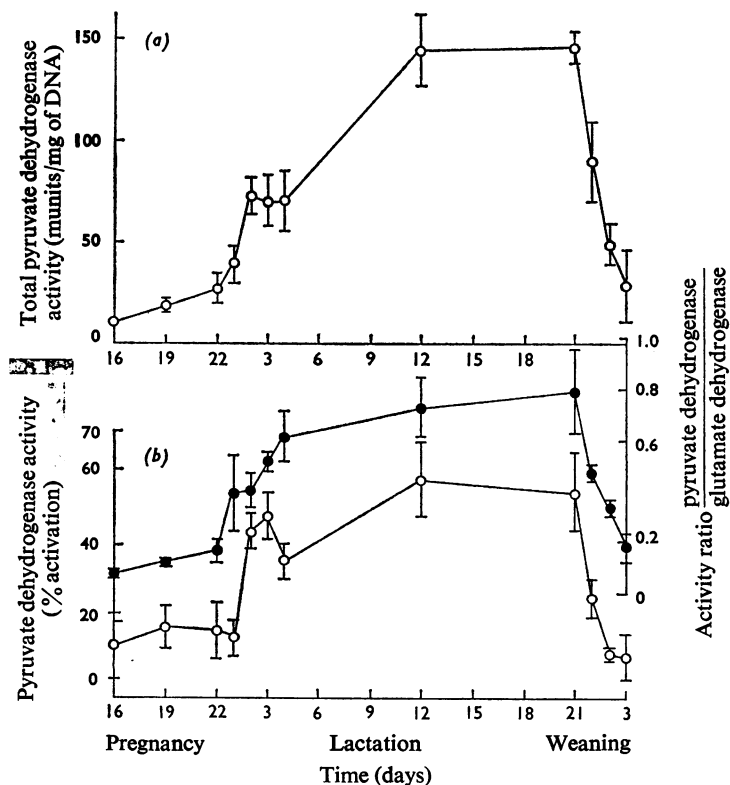 Total pyruvate dehydrogenase
activity (munits/mg of DNA)
150
100
50
0
(a)
16 19 22 3 6 9 12 15 18
1.0
0.8
0.6
0.2
0
Activity ratio pyruvate dehydrogenase
glutamate dehydrogenase
Pyruvate dehydrogenase activity
(% activation)
70
60
40
20
0
(b)
16 19 22 3 6 9 12 15 18 21 3
Pregnancy Lactation Weaning
Time (days)